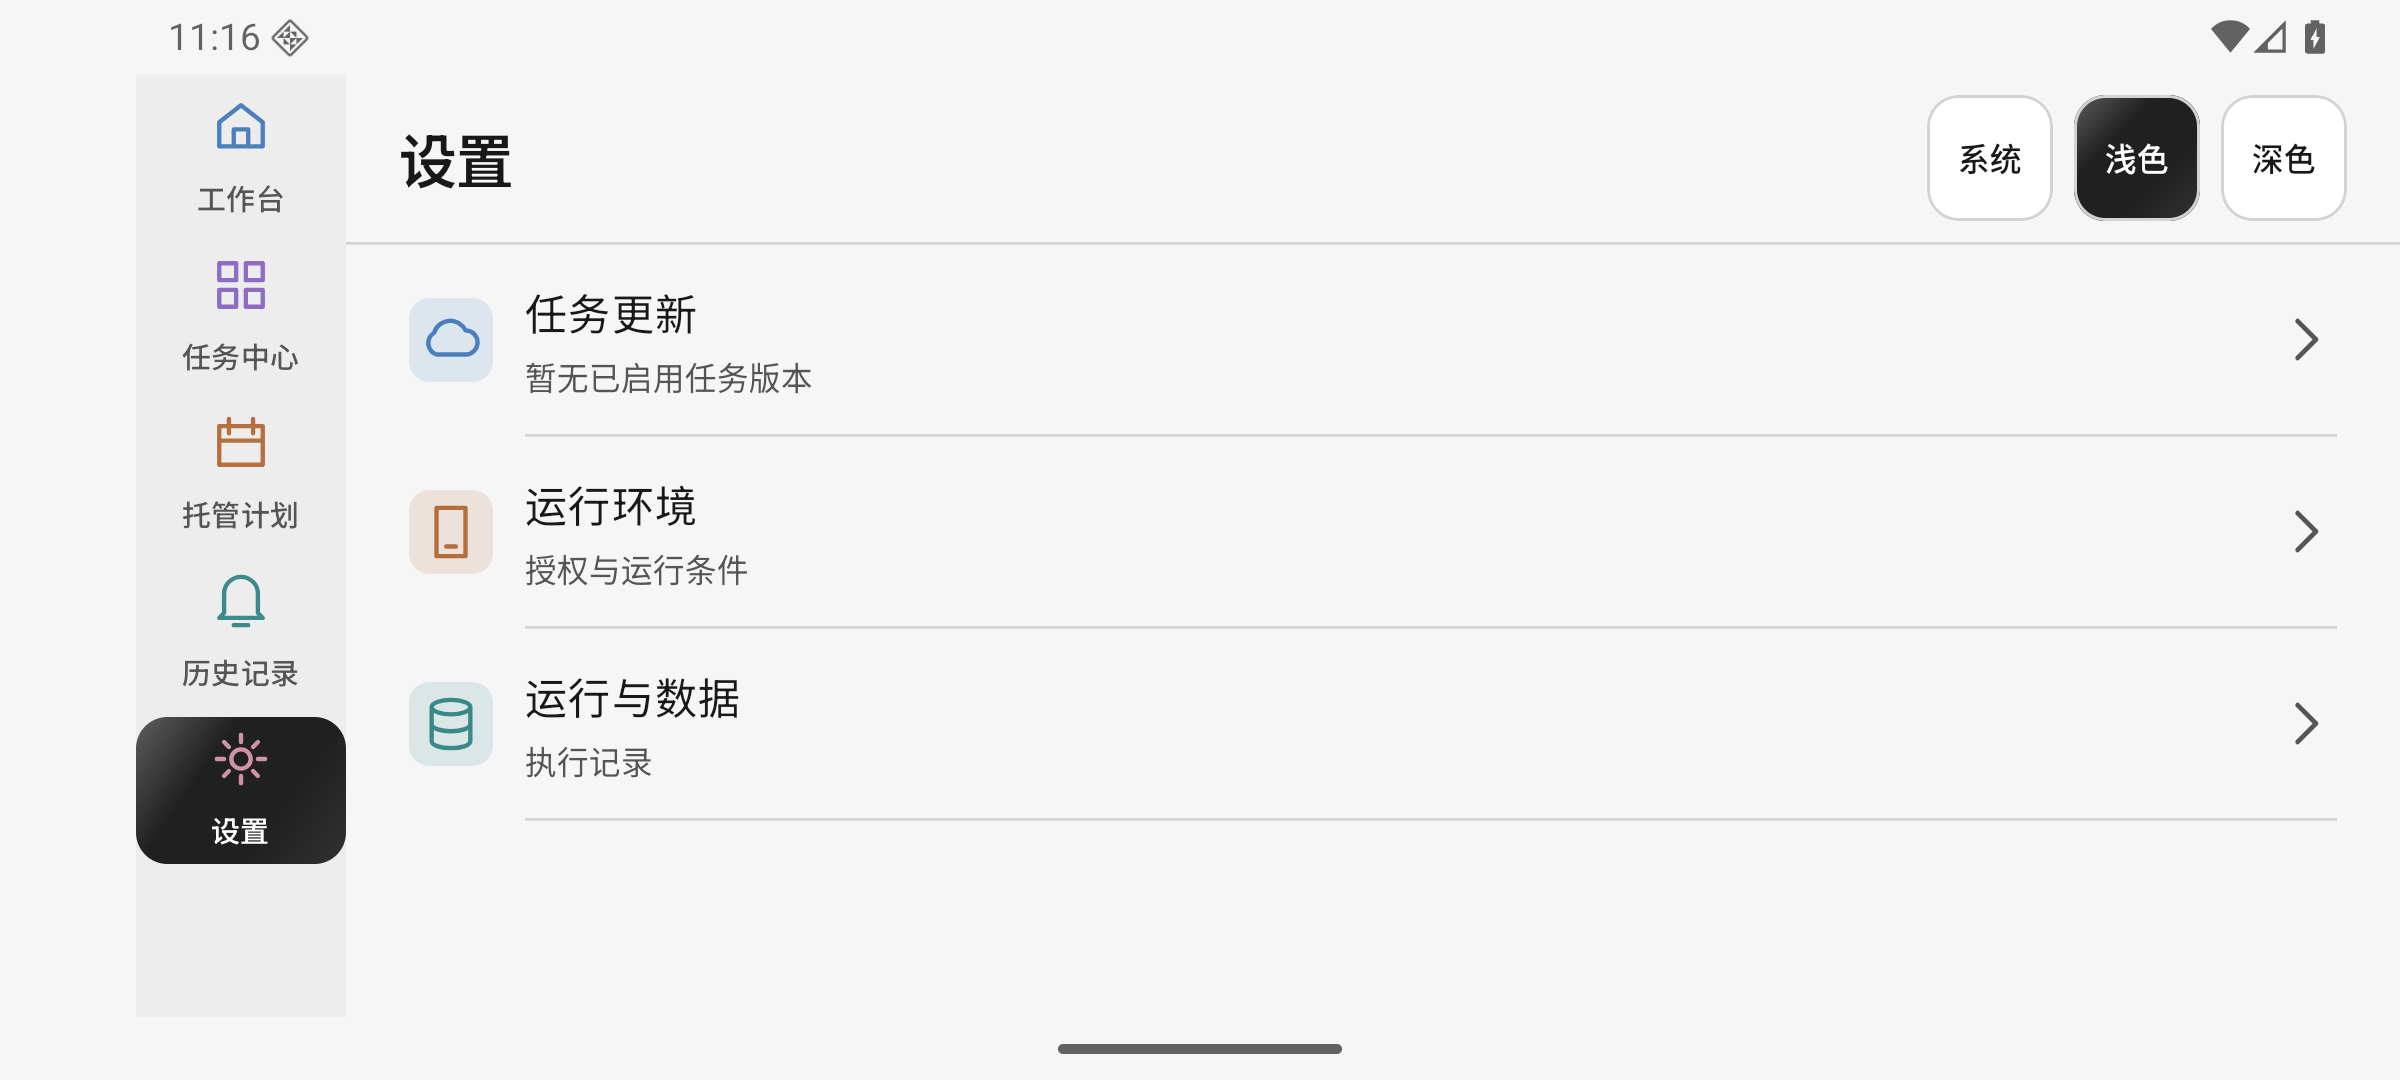 11:16
工作台
任务中心
托管计划
历史记录
设置
设置
系统
浅色
深色
任务更新
暂无已启用任务版本
运行环境
授权与运行条件
运行与数据
执行记录